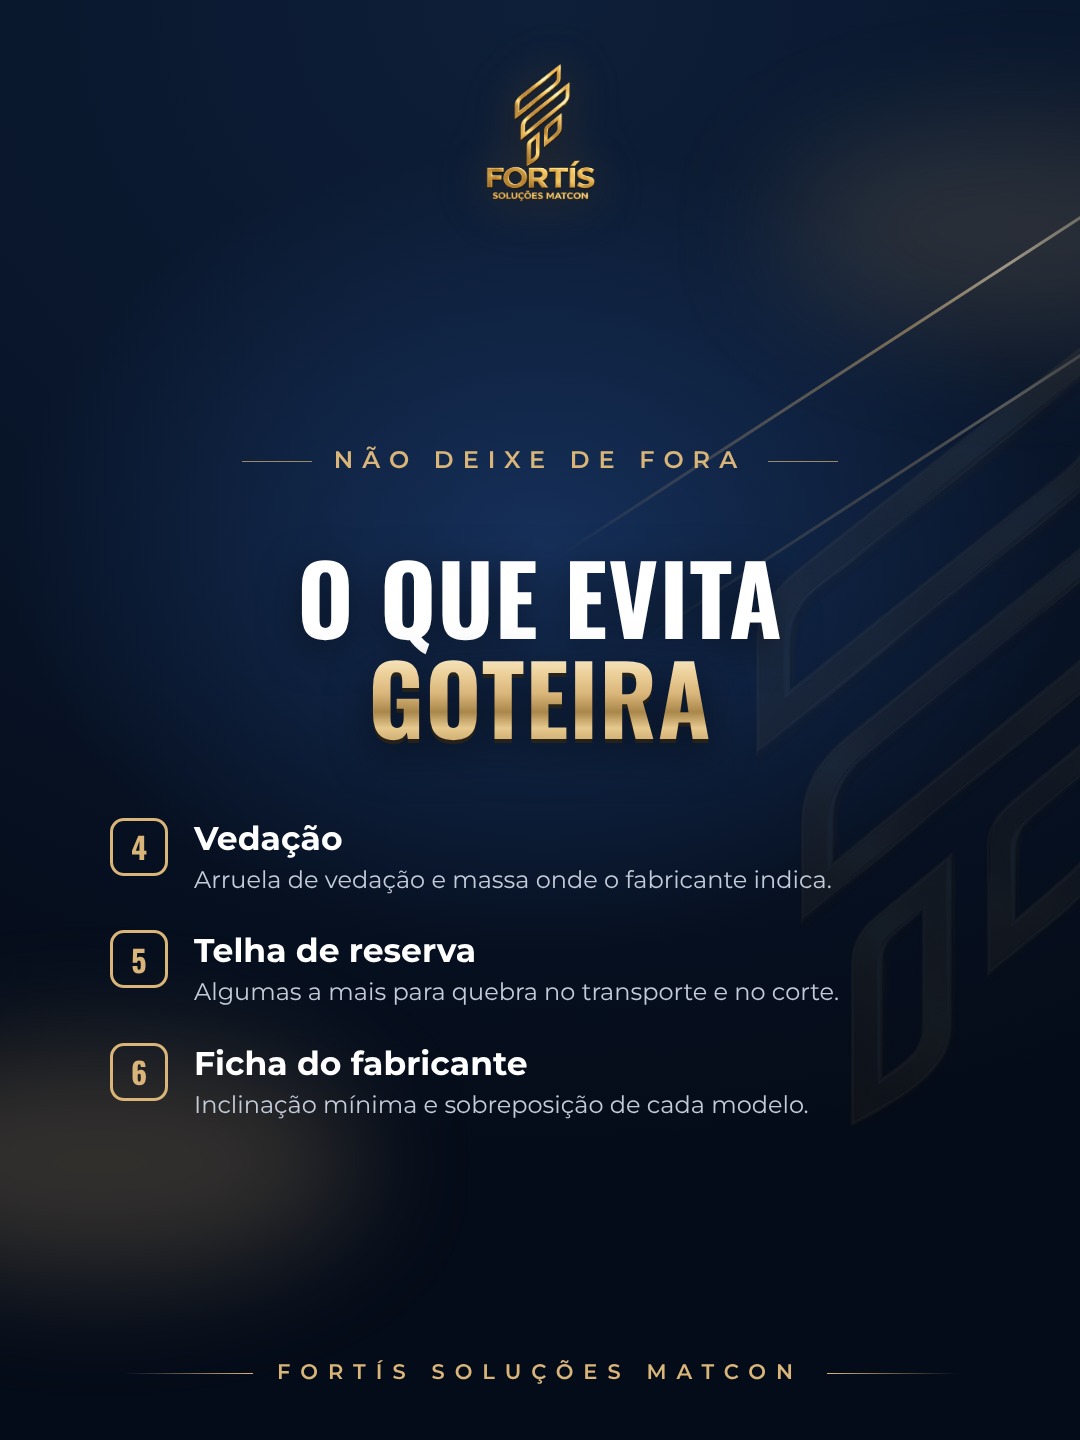 FORTÍS
SOLUÇÕES MATCON
NÃO DEIXE DE FORA
O QUE EVITA
GOTEIRA
4
Vedação
Arruela de vedação e massa onde o fabricante indica.
5
Telha de reserva
Algumas a mais para quebra no transporte e no corte.
6
Ficha do fabricante
Inclinação mínima e sobreposição de cada modelo.
FORTÍS SOLUÇÕES MATCON